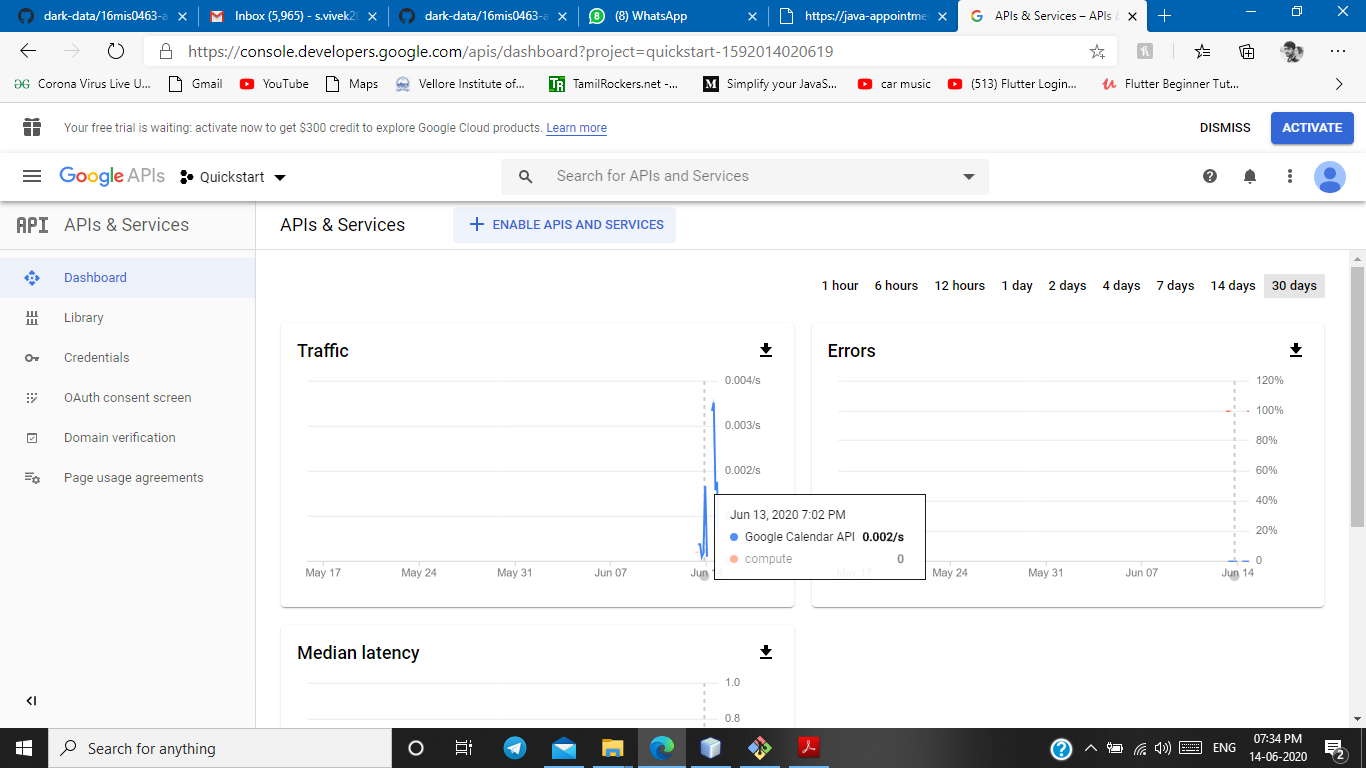 dark-data/16mis0463-a
Inbox (5,965) - s.vivek20
dark-data/16mis0463-a
(8) WhatsApp
https://java-appointme
APIs & Services – APIs &
https://console.developers.google.com/apis/dashboard?project=quickstart-1592014020619
Corona Virus Live U...
Gmail
YouTube
Maps
Vellore Institute of...
TamilRockers.net -...
Simplify your JavaS...
car music
(513) Flutter Login...
Flutter Beginner Tut...
Your free trial is waiting: activate now to get $300 credit to explore Google Cloud products. Learn more
DISMISS
ACTIVATE
Google APIs
Quickstart
Search for APIs and Services
API APIs & Services
APIs & Services
ENABLE APIS AND SERVICES
Dashboard
Library
Credentials
OAuth consent screen
Domain verification
Page usage agreements
1 hour 6 hours 12 hours 1 day 2 days 4 days 7 days 14 days 30 days
Traffic
0.004/s
0.003/s
0.002/s
May 17 May 24 May 31 Jun 07
Jun 13, 2020 7:02 PM
Google Calendar API 0.002/s
compute 0
Errors
120%
100%
80%
60%
40%
20%
0
May 24 May 31 Jun 07 Jun 14
Median latency
1.0
0.8
Search for anything
ENG
07:34 PM
14-06-2020
2